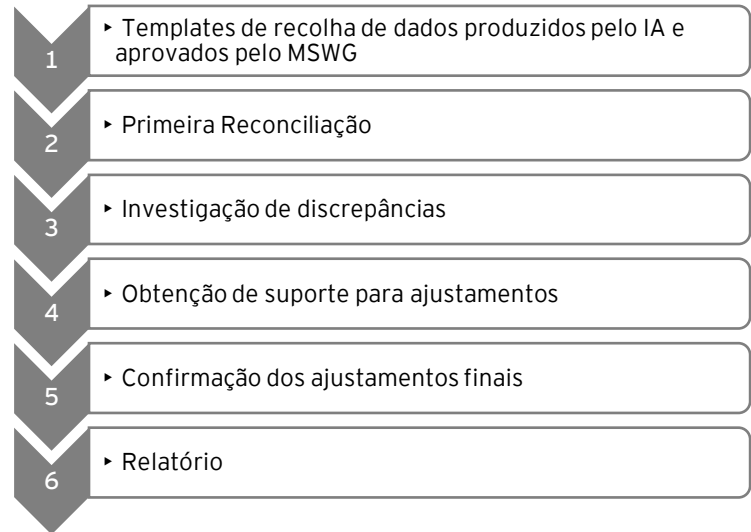 1
▸ Templates de recolha de dados produzidos pelo IA e
aprovados pelo MSWG
2
▸ Primeira Reconciliação
3
▸ Investigação de discrepâncias
4
▸ Obtenção de suporte para ajustamentos
5
▸ Confirmação dos ajustamentos finais
6
▸ Relatório